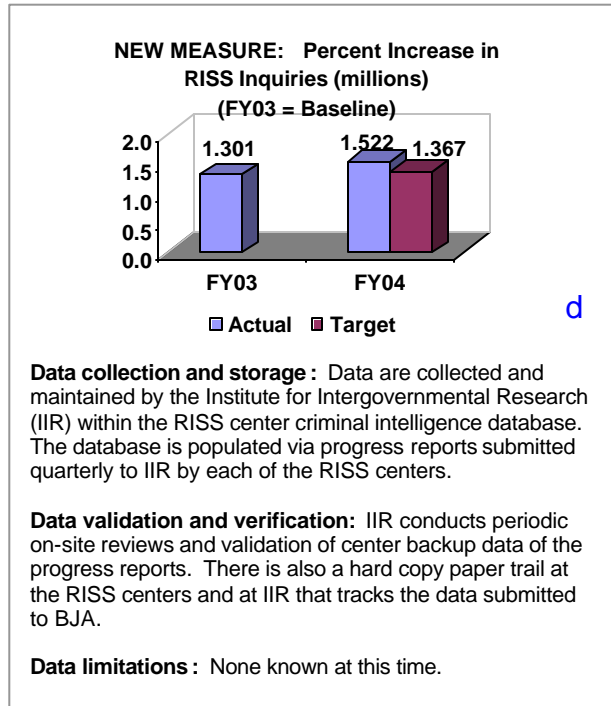 NEW MEASURE: Percent Increase in
RISS Inquiries (millions)
(FY03 = Baseline)
2.0
1.5
1.0
0.5
0.0
1.301
1.522
1.367
FY03
FY04
Actual
Target
d
Data collection and storage : Data are collected and
maintained by the Institute for Intergovernmental Research
(IIR) within the RISS center criminal intelligence database.
The database is populated via progress reports submitted
quarterly to IIR by each of the RISS centers.
Data validation and verification: IIR conducts periodic
on-site reviews and validation of center backup data of the
progress reports. There is also a hard copy paper trail at
the RISS centers and at IIR that tracks the data submitted
to BJA.
Data limitations : None known at this time.